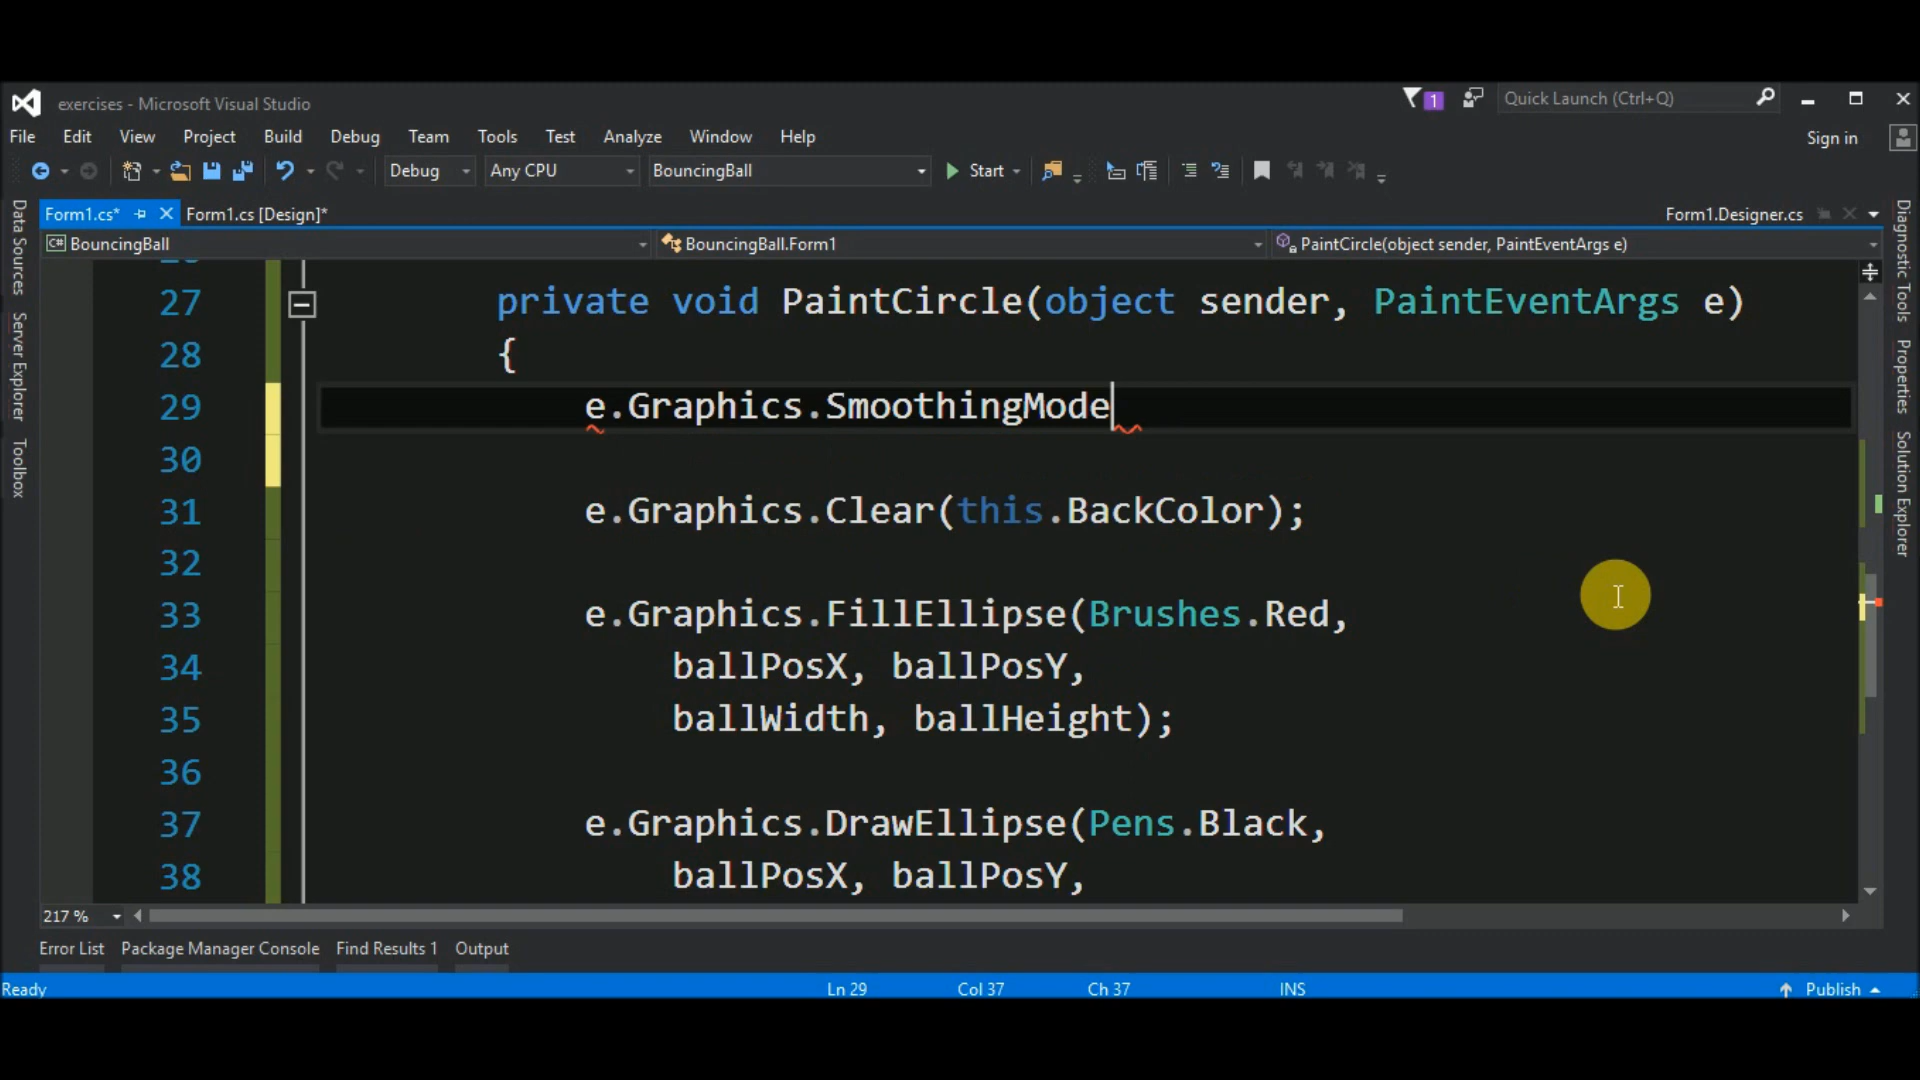 exercises - Microsoft Visual Studio
1
Quick Launch (Ctrl+Q)
File Edit View Project Build Debug Team Tools Test Analyze Window Help
Sign in
Debug Any CPU BouncingBall Start
Form1.cs* Form1.cs [Design]* Form1.Designer.cs
C# BouncingBall BouncingBall.Form1 PaintCircle(object sender, PaintEventArgs e)
Data Sources
Server Explorer
Toolbox
27 private void PaintCircle(object sender, PaintEventArgs e)
28 {
29 e.Graphics.SmoothingMode
30
31 e.Graphics.Clear(this.BackColor);
32
33 e.Graphics.FillEllipse(Brushes.Red,
34 ballPosX, ballPosY,
35 ballWidth, ballHeight);
36
37 e.Graphics.DrawEllipse(Pens.Black,
38 ballPosX, ballPosY,
Diagnostic Tools
Properties
Solution Explorer
217 %
Error List Package Manager Console Find Results 1 Output
Ready Ln 29 Col 37 Ch 37 INS Publish